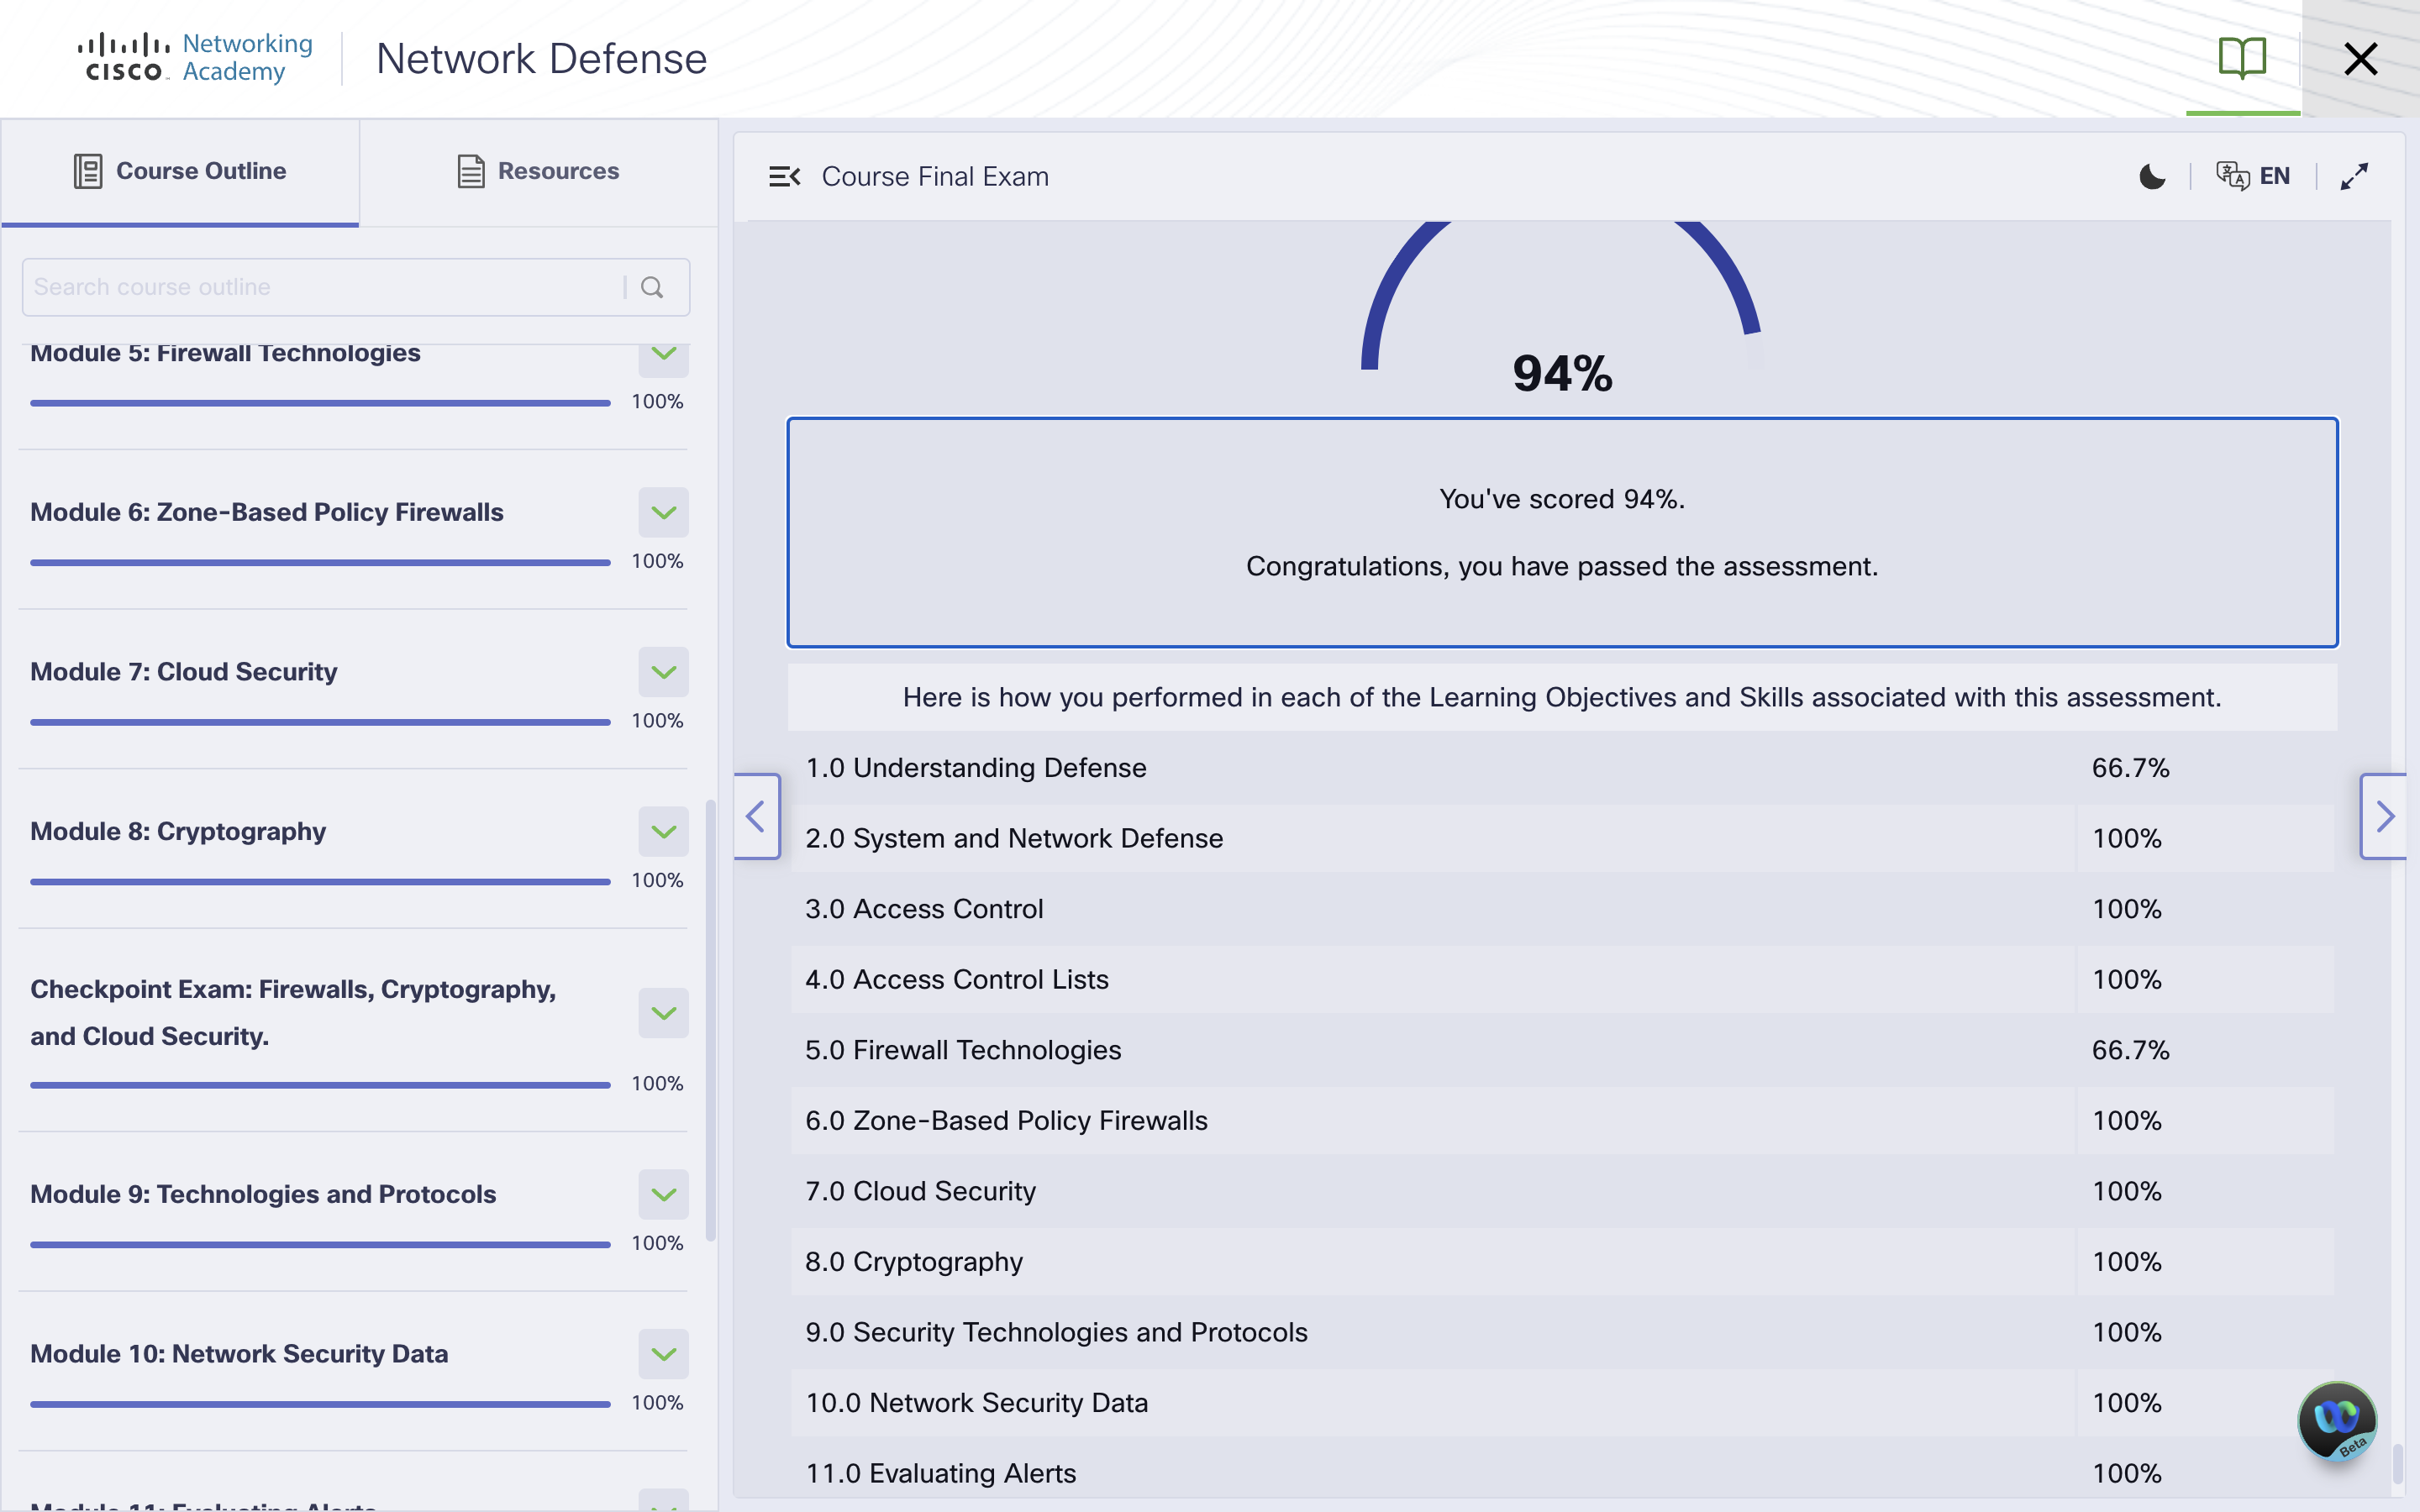 CISCO
Networking
Academy
Network Defense
Course Outline
Resources
Search course outline
Module 5: Firewall Technologies
100%
Module 6: Zone-Based Policy Firewalls
100%
Module 7: Cloud Security
100%
Module 8: Cryptography
100%
Checkpoint Exam: Firewalls, Cryptography,
and Cloud Security.
100%
Module 9: Technologies and Protocols
100%
Module 10: Network Security Data
100%
Module 11: Evaluating Alerts
Course Final Exam
EN
94%
You've scored 94%.
Congratulations, you have passed the assessment.
Here is how you performed in each of the Learning Objectives and Skills associated with this assessment.
1.0 Understanding Defense 66.7%
2.0 System and Network Defense 100%
3.0 Access Control 100%
4.0 Access Control Lists 100%
5.0 Firewall Technologies 66.7%
6.0 Zone-Based Policy Firewalls 100%
7.0 Cloud Security 100%
8.0 Cryptography 100%
9.0 Security Technologies and Protocols 100%
10.0 Network Security Data 100%
11.0 Evaluating Alerts 100%
Beta